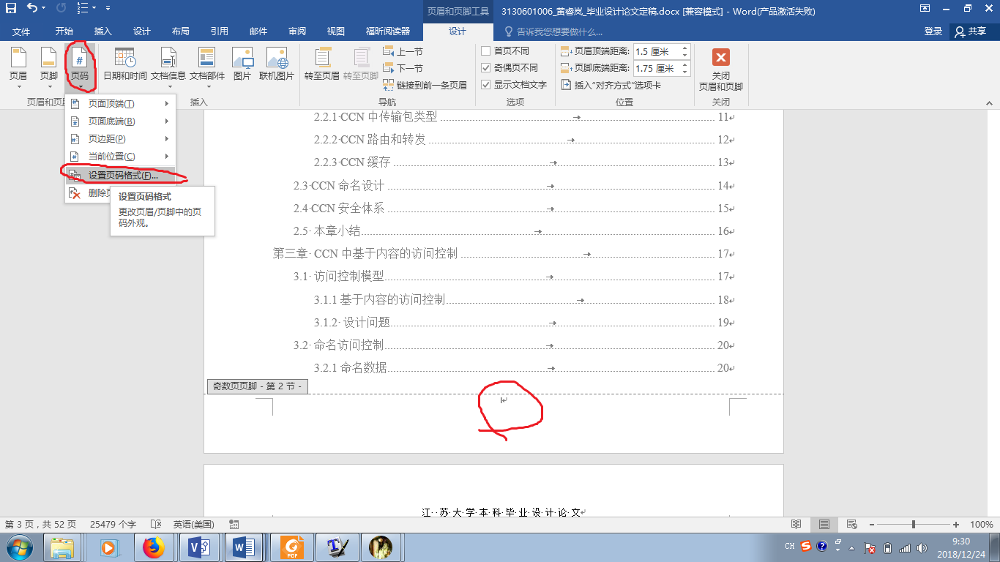 页眉和页脚工具
3130601006_黄睿岚_毕业设计论文定稿.docx [兼容模式] - Word(产品激活失败)
文件 开始 插入 设计 布局 引用 邮件 审阅 视图 福昕阅读器 设计 告诉我您想要做什么... 登录 共享
页眉 页脚 页码 日期和时间 文档信息 文档部件 图片 联机图片 转至页眉 转至页脚
上一节
下一节
链接到前一条页眉
首页不同
奇偶页不同
显示文档文字
页眉顶端距离: 1.5 厘米
页脚底端距离: 1.75 厘米
插入"对齐方式"选项卡
关闭
页眉和页脚
页眉和页脚 插入 导航 选项 位置 关闭
页面顶端(T)
页面底端(B)
页边距(P)
当前位置(C)
设置页码格式(F)...
删除页
设置页码格式
更改页眉/页脚中的页
码外观。
2.2.1·CCN 中传输包类型 → 11
2.2.2·CCN 路由和转发 → 12
2.2.3·CCN 缓存 → 13
2.3·CCN 命名设计 → 14
2.4·CCN 安全体系 → 15
2.5· 本章小结 → 16
第三章· CCN 中基于内容的访问控制 → 17
3.1· 访问控制模型 → 17
3.1.1 基于内容的访问控制 → 18
3.1.2· 设计问题 → 19
3.2· 命名访问控制 → 20
3.2.1 命名数据 → 20
奇数页页脚 - 第 2 节 -
I
江··苏·大·学·本·科·毕·业·设·计·论·文
第 3 页，共 52 页 25479 个字 英语(美国) 100%
PDF
CH
9:30
2018/12/24